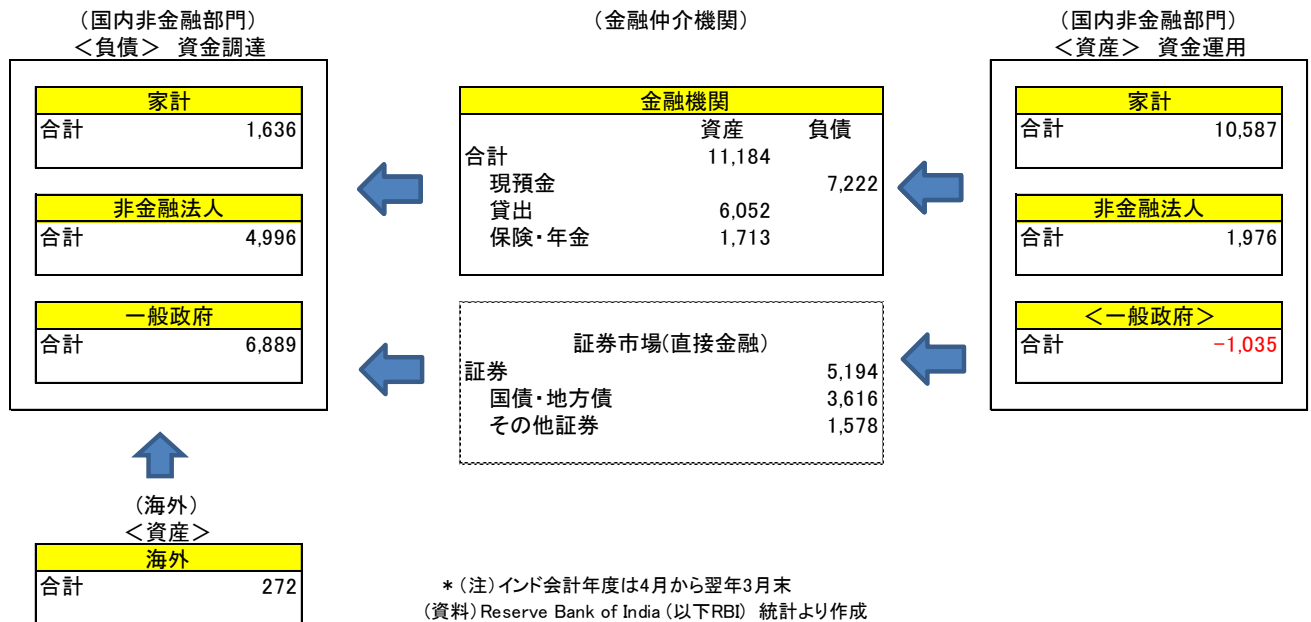 （国内非金融部門）
＜負債＞ 資金調達
家計
合計 1,636
非金融法人
合計 4,996
一般政府
合計 6,889
（海外）
＜資産＞
海外
合計 272
（金融仲介機関）
金融機関
資産 負債
合計 11,184
現預金 7,222
貸出 6,052
保険・年金 1,713
証券市場(直接金融)
証券 5,194
国債・地方債 3,616
その他証券 1,578
（国内非金融部門）
＜資産＞ 資金運用
家計
合計 10,587
非金融法人
合計 1,976
＜一般政府＞
合計 -1,035
*（注）インド会計年度は4月から翌年3月末
（資料）Reserve Bank of India（以下RBI） 統計より作成